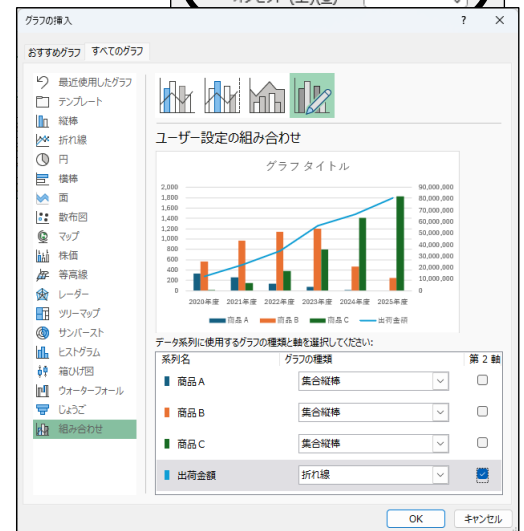 グラフの挿入 ? ×
おすすめグラフ すべてのグラフ
最近使用したグラフ
テンプレート
縦棒
折れ線
円
横棒
面
散布図
マップ
株価
等高線
レーダー
ツリーマップ
サンバースト
ヒストグラム
箱ひげ図
ウォーターフォール
じょうご
組み合わせ
ユーザー設定の組み合わせ
グラフ タイトル
2,000
1,800
1,600
1,400
1,200
1,000
800
600
400
200
0
90,000,000
80,000,000
70,000,000
60,000,000
50,000,000
40,000,000
30,000,000
20,000,000
10,000,000
0
2020年度 2021年度 2022年度 2023年度 2024年度 2025年度
商品A 商品B 商品C 出荷金額
データ系列に使用するグラフの種類と軸を選択してください:
系列名 グラフの種類 第 2 軸
商品A 集合縦棒
商品B 集合縦棒
商品C 集合縦棒
出荷金額 折れ線
OK キャンセル